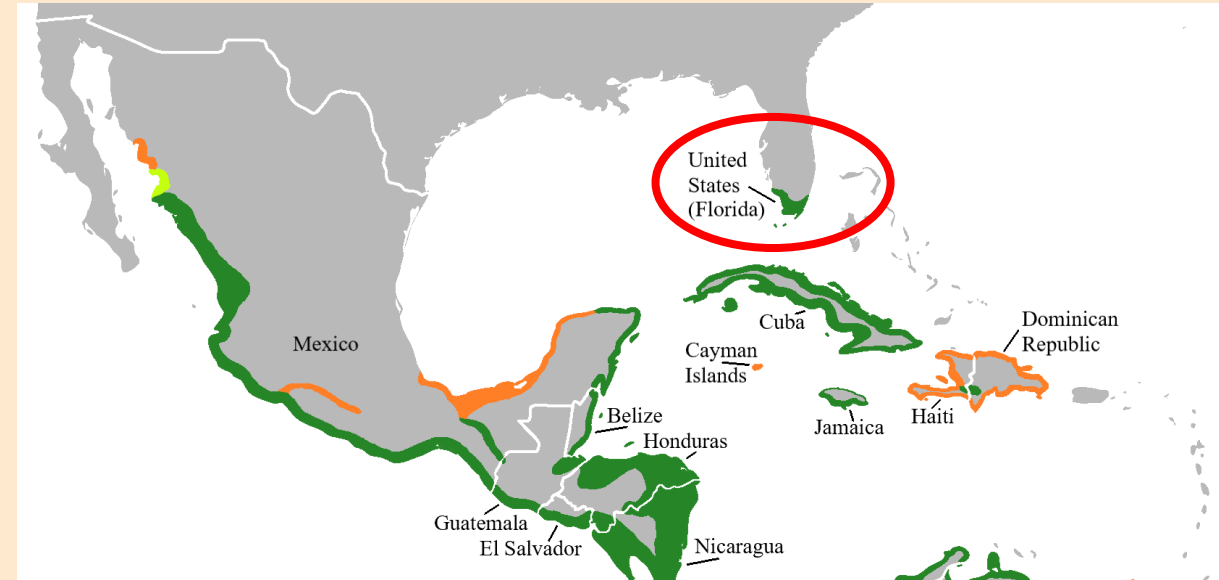 United
States
(Florida)
Mexico
Cuba
Cayman
Islands
Dominican
Republic
Jamaica
Haiti
Belize
Honduras
Guatemala
El Salvador
Nicaragua